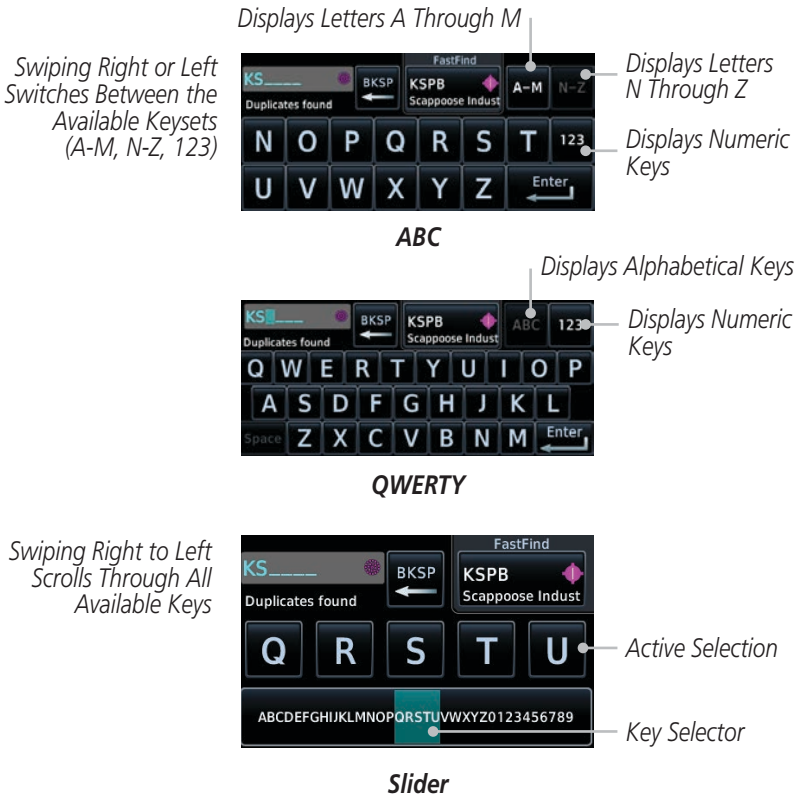 Displays Letters A Through M
Swiping Right or Left
Switches Between the
Available Keysets
(A-M, N-Z, 123)
FastFind
KS____ BKSP KSPB A–M N–Z
Duplicates found Scappoose Indust
Displays Letters
N Through Z
N O P Q R S T 123
Displays Numeric
Keys
U V W X Y Z Enter
ABC
Displays Alphabetical Keys
KS____ BKSP KSPB ABC 123
Duplicates found Scappoose Indust
Displays Numeric
Keys
Q W E R T Y U I O P
A S D F G H J K L
Space Z X C V B N M Enter
QWERTY
Swiping Right to Left
Scrolls Through All
Available Keys
FastFind
KS____ BKSP KSPB
Duplicates found Scappoose Indust
Q R S T U
Active Selection
ABCDEFGHIJKLMNOPQRSTUVWXYZ0123456789
Key Selector
Slider